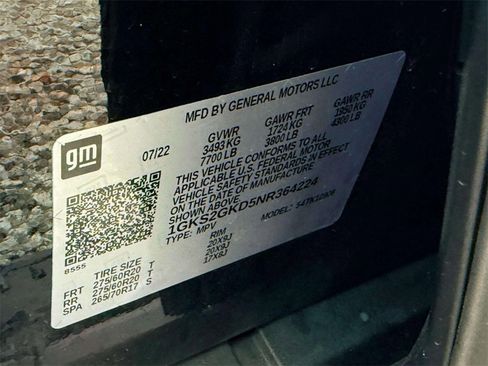 MFD BY GENERAL MOTORS LLC
gm
07/22
GVWR GAWR FRT GAWR RR
3493 KG 1724 KG 1950 KG
7700 LB 3800 LB 4300 LB
THIS VEHICLE CONFORMS TO ALL
APPLICABLE U.S. FEDERAL MOTOR
VEHICLE SAFETY STANDARDS IN EFFECT
ON THE DATE OF MANUFACTURE
SHOWN ABOVE.
1GKS2GKD5NR364224
TYPE: MPV MODEL:
8555
TIRE SIZE RIM
FRT 275/60R20 T 20X9J
RR 275/60R20 T 20X9J
SPA 265/70R17 S 17X8J